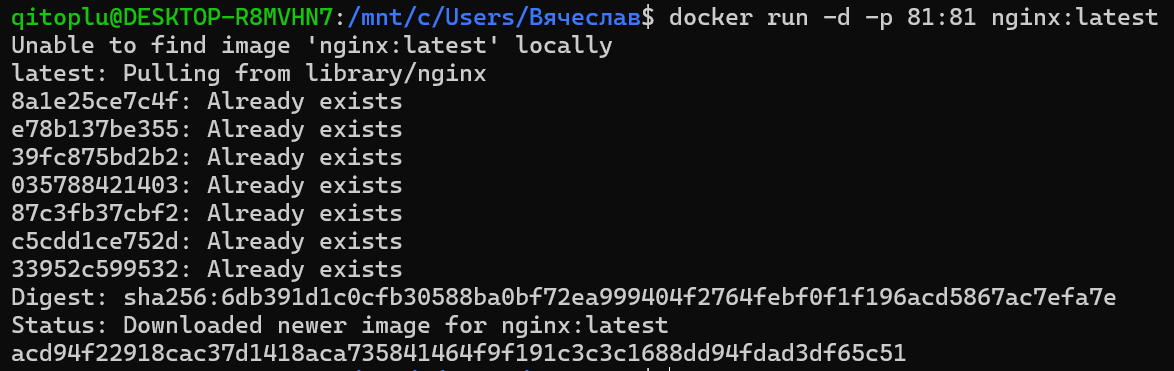 qitoplu@DESKTOP-R8MVHN7:/mnt/c/Users/Вячеслав$ docker run -d -p 81:81 nginx:latest
Unable to find image 'nginx:latest' locally
latest: Pulling from library/nginx
8a1e25ce7c4f: Already exists
e78b137be355: Already exists
39fc875bd2b2: Already exists
035788421403: Already exists
87c3fb37cbf2: Already exists
c5cdd1ce752d: Already exists
33952c599532: Already exists
Digest: sha256:6db391d1c0cfb30588ba0bf72ea999404f2764febf0f1f196acd5867ac7efa7e
Status: Downloaded newer image for nginx:latest
acd94f22918cac37d1418aca735841464f9f191c3c3c1688dd94fdad3df65c51